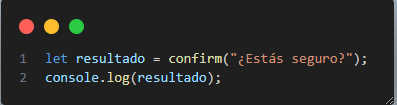 1 let resultado = confirm("¿Estás seguro?");
2 console.log(resultado);